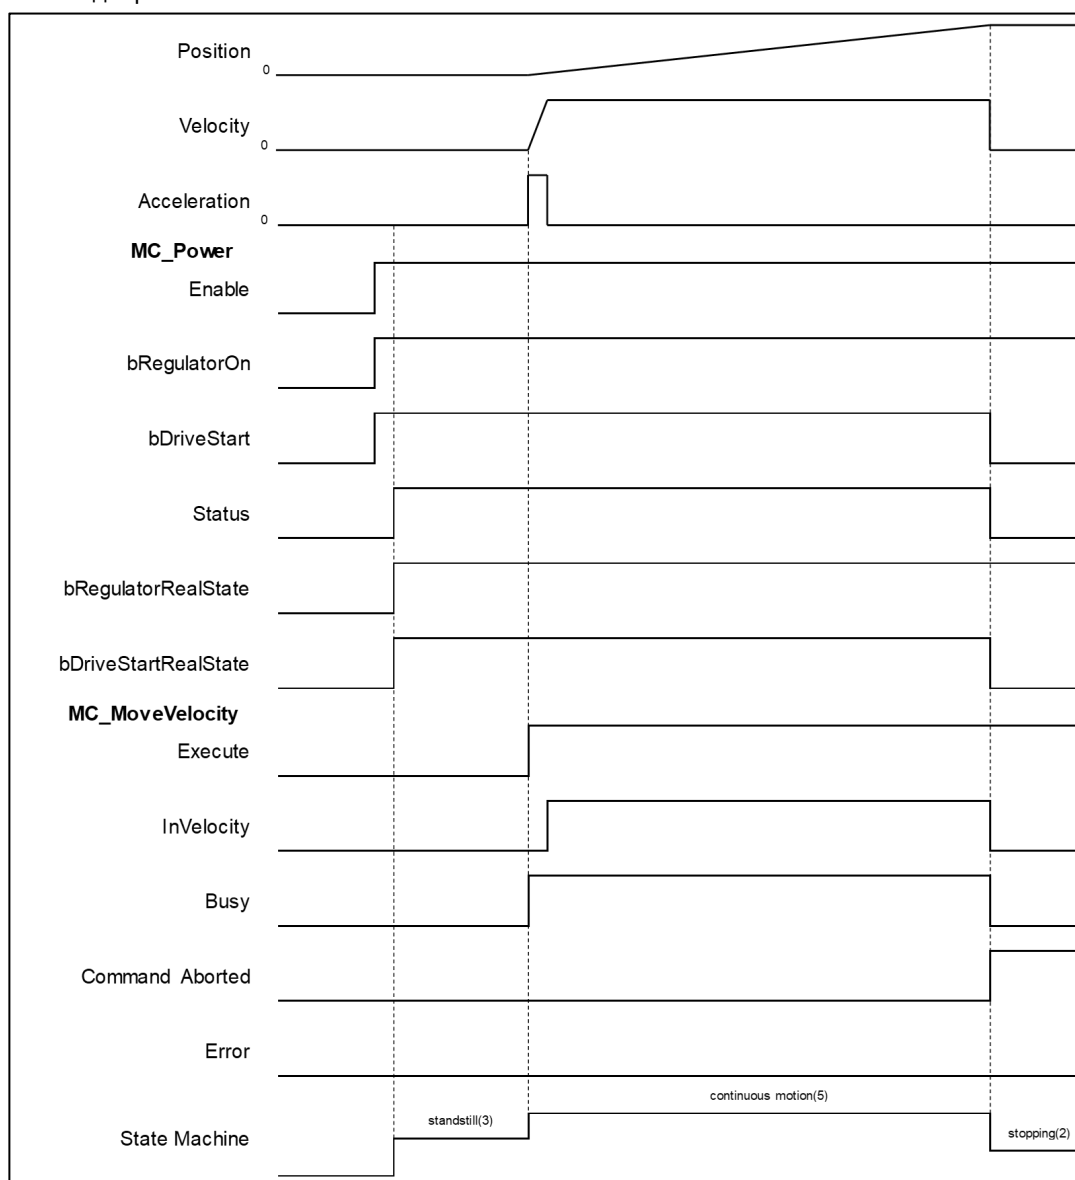 Position
0
Velocity
0
Acceleration
0
MC_Power
Enable
bRegulatorOn
bDriveStart
Status
bRegulatorRealState
bDriveStartRealState
MC_MoveVelocity
Execute
InVelocity
Busy
Command Aborted
Error
continuous motion(5)
standstill(3)
stopping(2)
State Machine